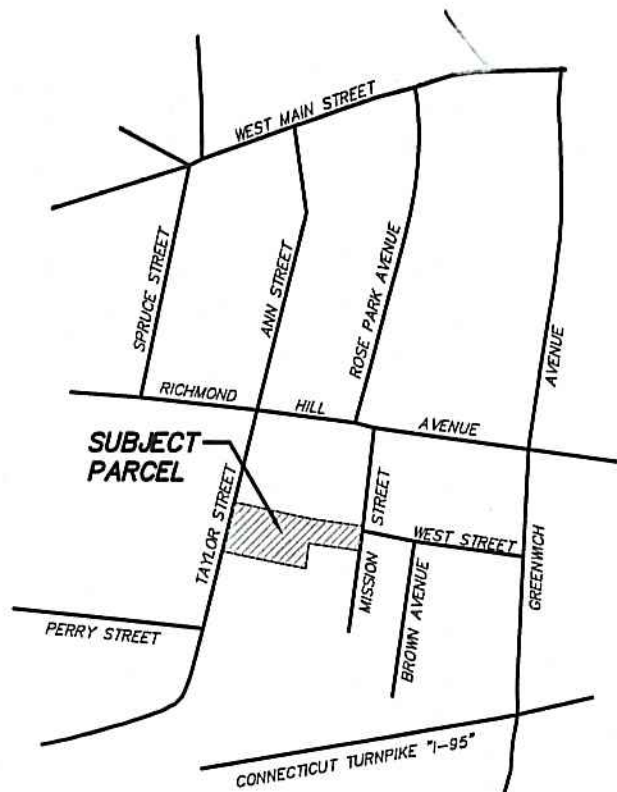 WEST MAIN STREET
SPRUCE STREET
ANN STREET
ROSE PARK AVENUE
AVENUE
RICHMOND HILL AVENUE
SUBJECT
PARCEL
TAYLOR STREET
STREET
WEST STREET
MISSION
BROWN AVENUE
GREENWICH
PERRY STREET
CONNECTICUT TURNPIKE "I-95"